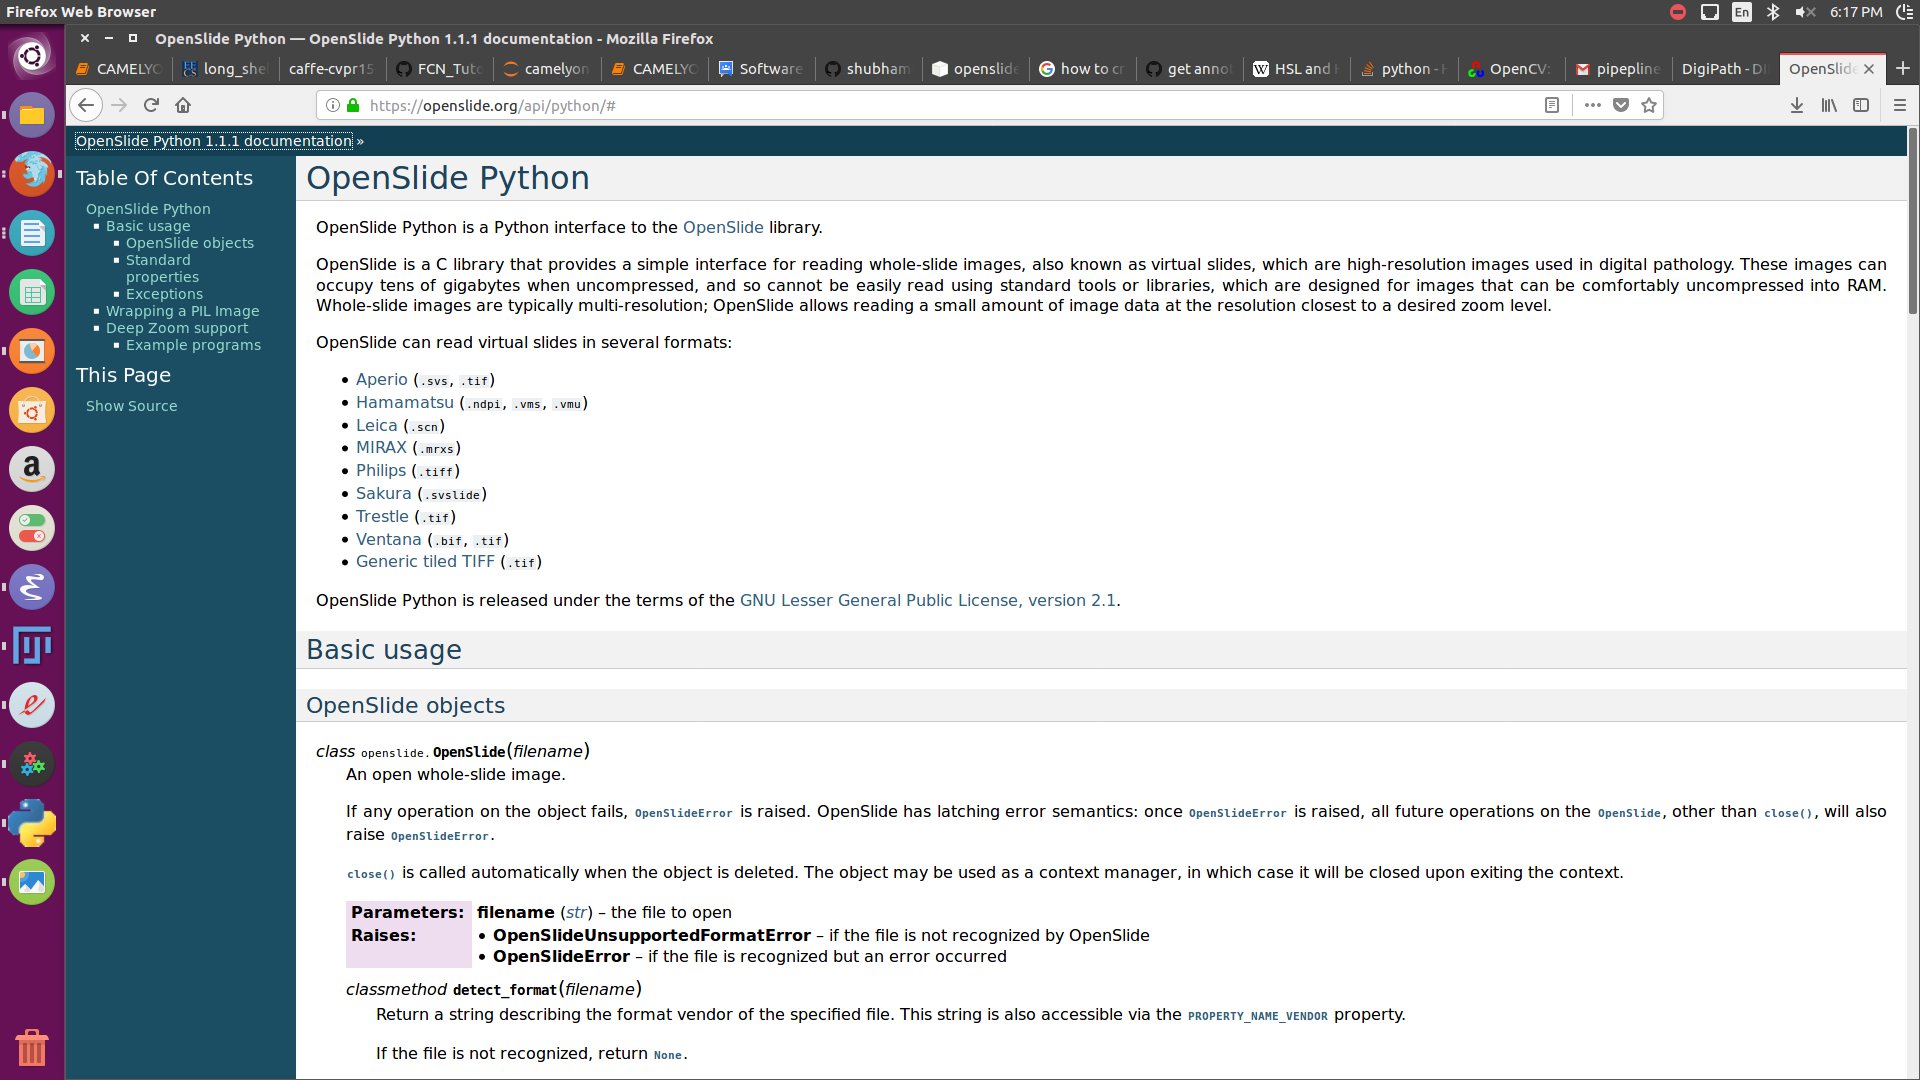 Firefox Web Browser
En
6:17 PM
OpenSlide Python — OpenSlide Python 1.1.1 documentation - Mozilla Firefox
CAMELYO long_she caffe-cvpr15 FCN_Tuto camelyon CAMELYO Software shubham openslide how to cr get anno HSL and H python - H OpenCV: pipepline DigiPath - DI OpenSlide
https://openslide.org/api/python/#
OpenSlide Python 1.1.1 documentation »
Table Of Contents
OpenSlide Python
Basic usage
OpenSlide objects
Standard
properties
Exceptions
Wrapping a PIL Image
Deep Zoom support
Example programs
This Page
Show Source
OpenSlide Python
OpenSlide Python is a Python interface to the OpenSlide library.
OpenSlide is a C library that provides a simple interface for reading whole-slide images, also known as virtual slides, which are high-resolution images used in digital pathology. These images can
occupy tens of gigabytes when uncompressed, and so cannot be easily read using standard tools or libraries, which are designed for images that can be comfortably uncompressed into RAM.
Whole-slide images are typically multi-resolution; OpenSlide allows reading a small amount of image data at the resolution closest to a desired zoom level.
OpenSlide can read virtual slides in several formats:
• Aperio (.svs, .tif)
• Hamamatsu (.ndpi, .vms, .vmu)
• Leica (.scn)
• MIRAX (.mrxs)
• Philips (.tiff)
• Sakura (.svslide)
• Trestle (.tif)
• Ventana (.bif, .tif)
• Generic tiled TIFF (.tif)
OpenSlide Python is released under the terms of the GNU Lesser General Public License, version 2.1.
Basic usage
OpenSlide objects
class openslide.OpenSlide(filename)
An open whole-slide image.
If any operation on the object fails, OpenSlideError is raised. OpenSlide has latching error semantics: once OpenSlideError is raised, all future operations on the OpenSlide, other than close(), will also
raise OpenSlideError.
close() is called automatically when the object is deleted. The object may be used as a context manager, in which case it will be closed upon exiting the context.
Parameters: filename (str) – the file to open
Raises: • OpenSlideUnsupportedFormatError – if the file is not recognized by OpenSlide
• OpenSlideError – if the file is recognized but an error occurred
classmethod detect_format(filename)
Return a string describing the format vendor of the specified file. This string is also accessible via the PROPERTY_NAME_VENDOR property.
If the file is not recognized, return None.